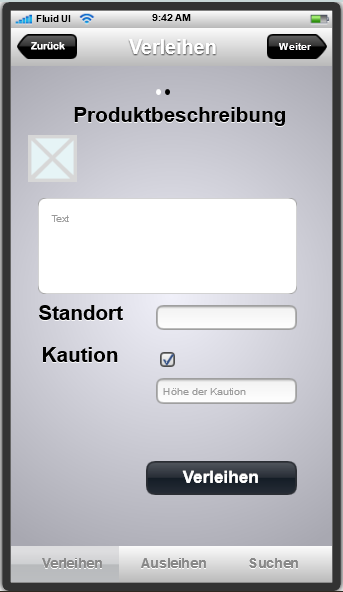 Fluid UI 9:42 AM
Zurück Verleihen Weiter
Produktbeschreibung
Text
Standort
Kaution
Höhe der Kaution
Verleihen
Verleihen Ausleihen Suchen